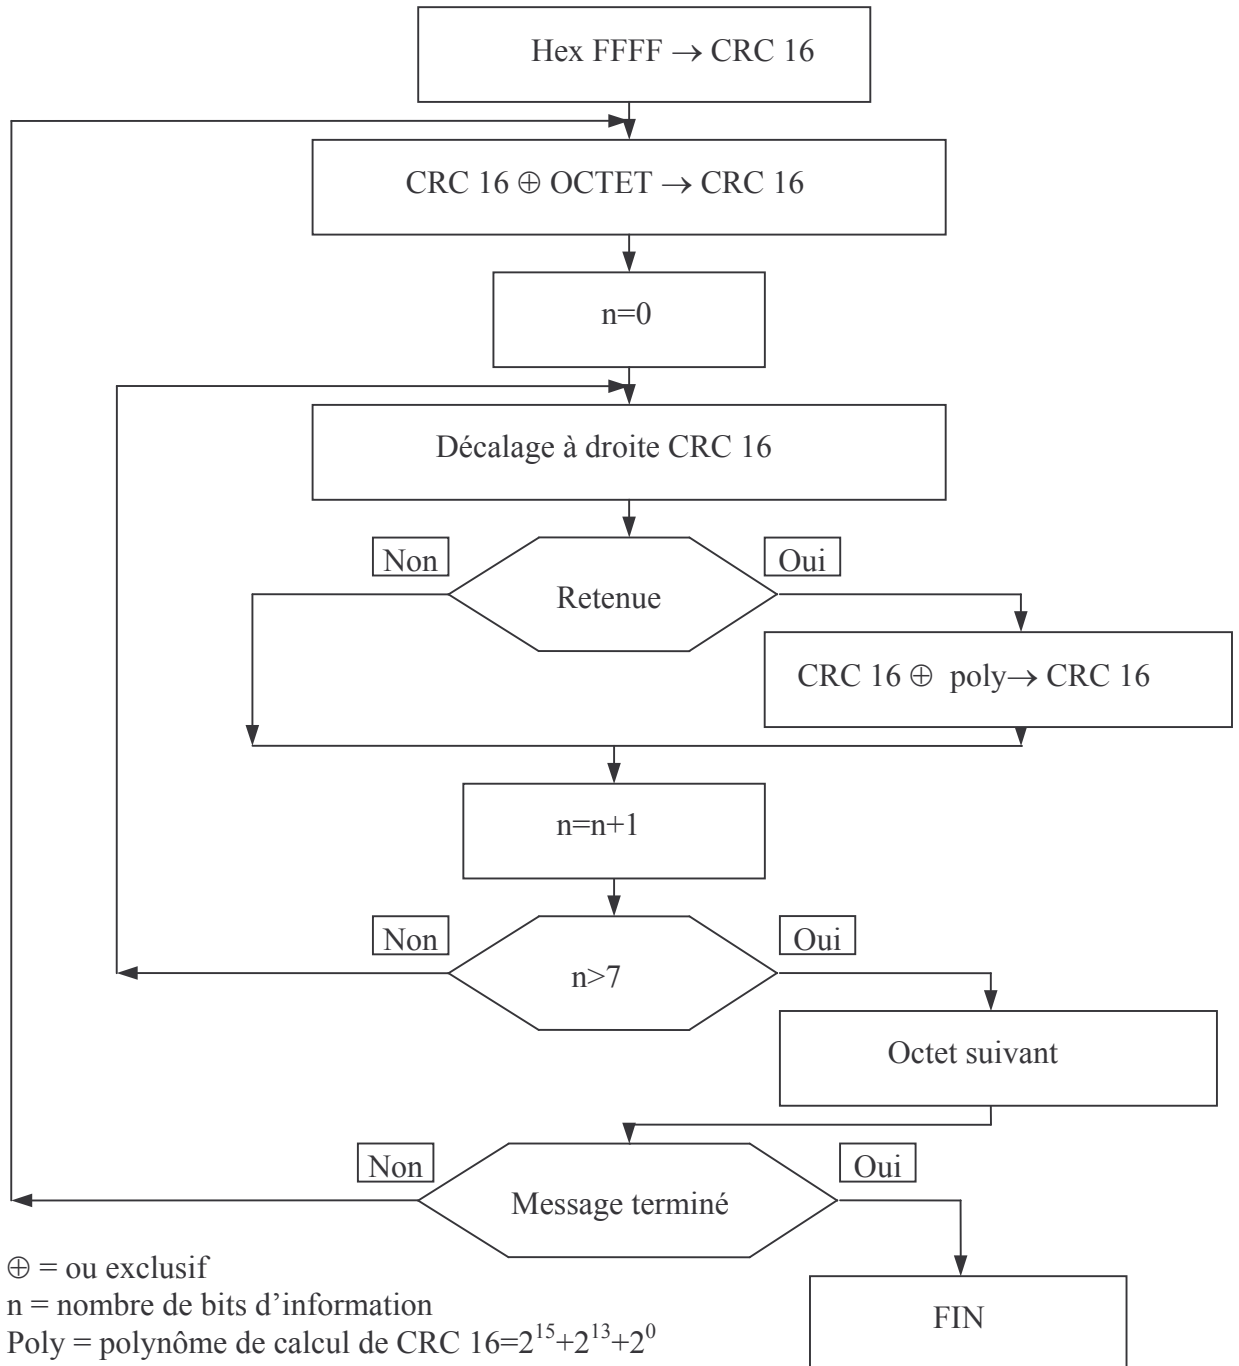 Hex FFFF → CRC 16
CRC 16 ⊕ OCTET → CRC 16
n=0
Décalage à droite CRC 16
Non
Oui
Retenue
CRC 16 ⊕ poly→ CRC 16
n=n+1
Non
Oui
n>7
Octet suivant
Non
Oui
Message terminé
⊕ = ou exclusif
n = nombre de bits d’information
Poly = polynôme de calcul de CRC 16=2¹⁵+2¹³+2⁰
FIN